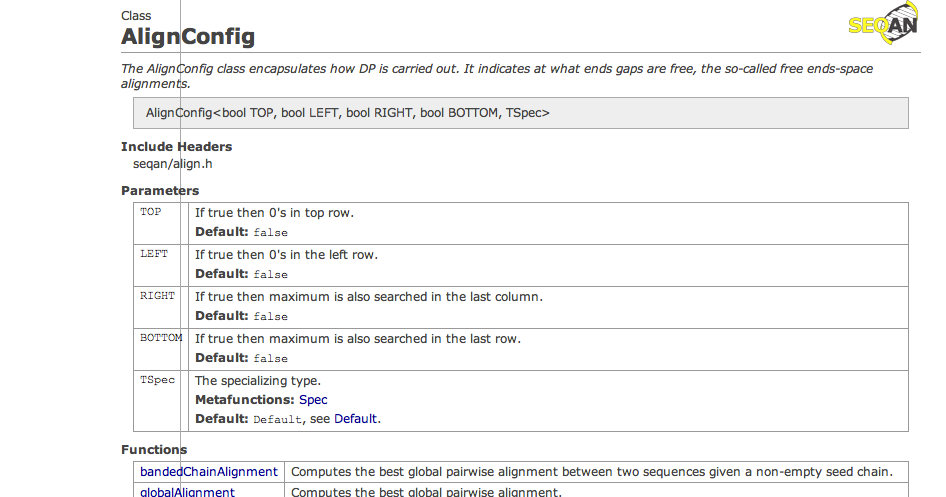 Class
SEQAN
AlignConfig
The AlignConfig class encapsulates how DP is carried out. It indicates at what ends gaps are free, the so-called free ends-space
alignments.
AlignConfig<bool TOP, bool LEFT, bool RIGHT, bool BOTTOM, TSpec>
Include Headers
seqan/align.h
Parameters
TOP If true then 0's in top row.
Default: false
LEFT If true then 0's in the left row.
Default: false
RIGHT If true then maximum is also searched in the last column.
Default: false
BOTTOM If true then maximum is also searched in the last row.
Default: false
TSpec The specializing type.
Metafunctions: Spec
Default: Default, see Default.
Functions
bandedChainAlignment Computes the best global pairwise alignment between two sequences given a non-empty seed chain.
globalAlignment Computes the best global pairwise alignment.